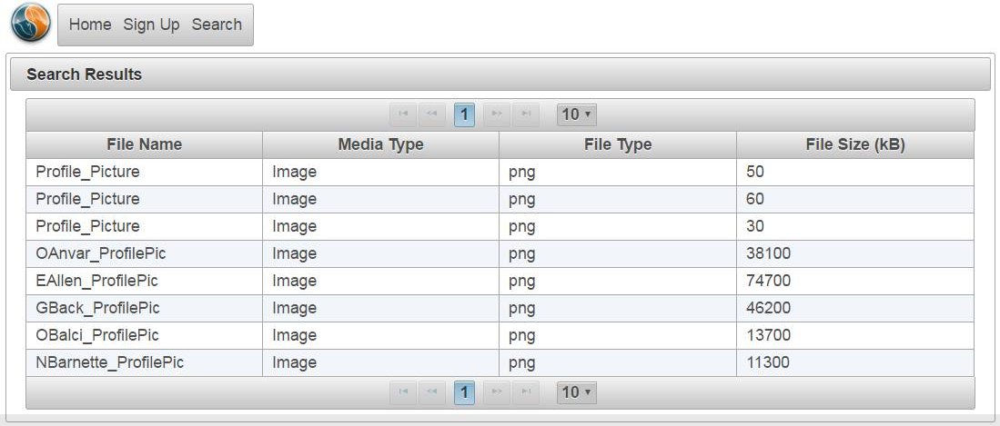 Home Sign Up Search
Search Results
1 10
File Name Media Type File Type File Size (kB)
Profile_Picture Image png 50
Profile_Picture Image png 60
Profile_Picture Image png 30
OAnvar_ProfilePic Image png 38100
EAllen_ProfilePic Image png 74700
GBack_ProfilePic Image png 46200
OBalci_ProfilePic Image png 13700
NBarnette_ProfilePic Image png 11300
1 10